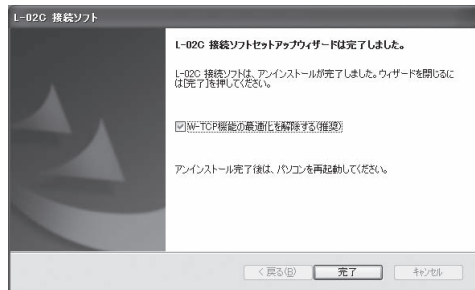 L-02C 接続ソフト
L-02C 接続ソフトセットアップウィザードは完了しました。
L-02C 接続ソフトは、アンインストールが完了しました。ウィザードを閉じるに
は[完了]を押してください。
W-TCP機能の最適化を解除する(推奨)
アンインストール完了後は、パソコンを再起動してください。
< 戻る(B)
完了
キャンセル